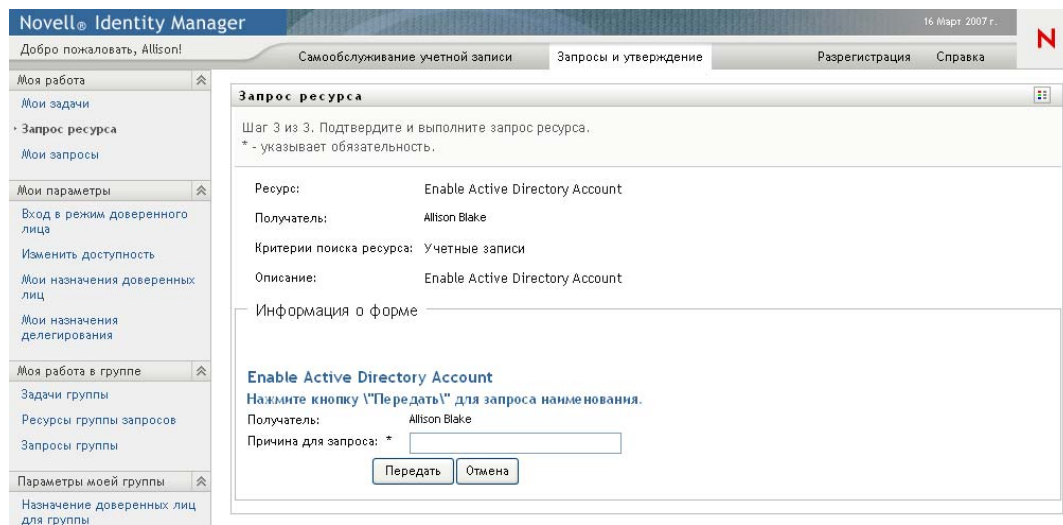 Novell® Identity Manager
16 Март 2007 г.
Добро пожаловать, Allison!
Самообслуживание учетной записи
Запросы и утверждение
Разрегистрация
Справка
N
Моя работа
Мои задачи
Запрос ресурса
Мои запросы
Мои параметры
Вход в режим доверенного
лица
Изменить доступность
Мои назначения доверенных
лиц
Мои назначения
делегирования
Моя работа в группе
Задачи группы
Ресурсы группы запросов
Запросы группы
Параметры моей группы
Назначение доверенных лиц
для группы
Запрос ресурса
Шаг 3 из 3. Подтвердите и выполните запрос ресурса.
* - указывает обязательность.
Ресурс: Enable Active Directory Account
Получатель: Allison Blake
Критерии поиска ресурса: Учетные записи
Описание: Enable Active Directory Account
Информация о форме
Enable Active Directory Account
Нажмите кнопку \"Передать\" для запроса наименования.
Получатель: Allison Blake
Причина для запроса: *
Передать
Отмена